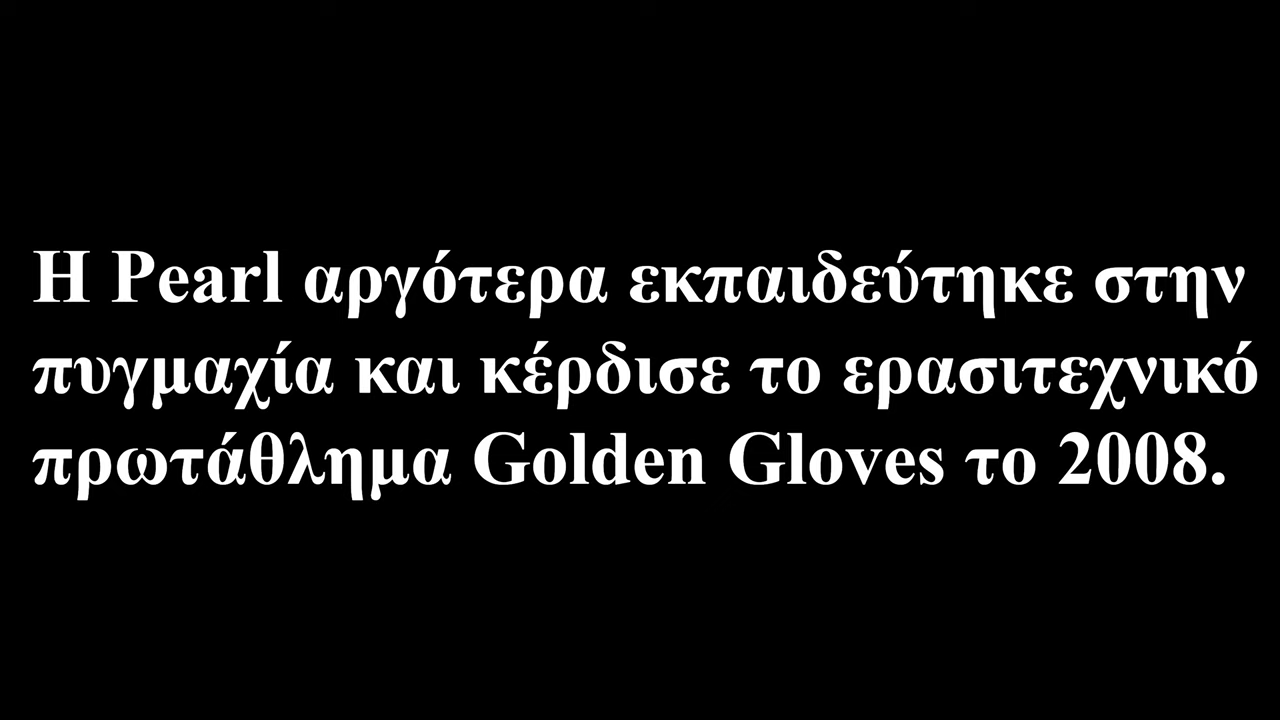 Η Pearl αργότερα εκπαιδεύτηκε στην
πυγμαχία και κέρδισε το ερασιτεχνικό
πρωτάθλημα Golden Gloves το 2008.